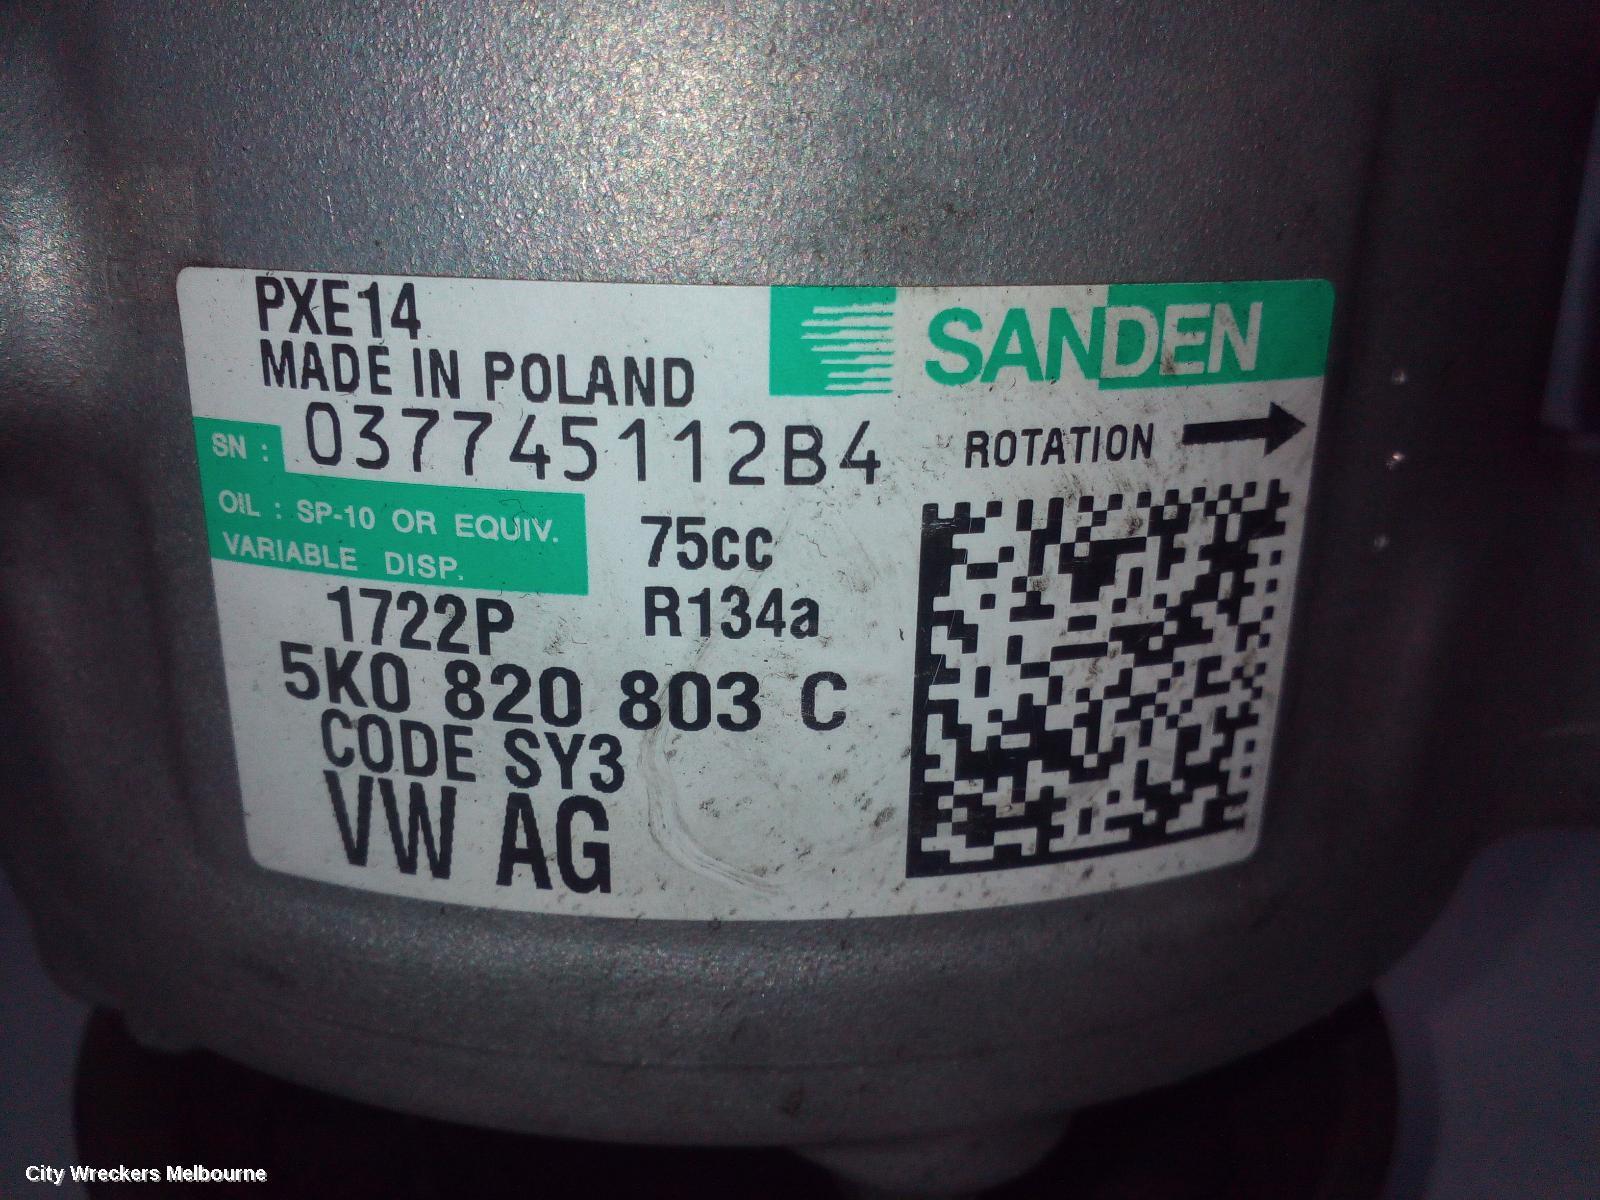 PXE14
SANDEN
MADE IN POLAND
SN : 037745112B4
ROTATION
OIL : SP-10 OR EQUIV.
VARIABLE DISP.
75cc
1722P
R134a
5K0 820 803 C
CODE SY3
VW AG
City Wreckers Melbourne